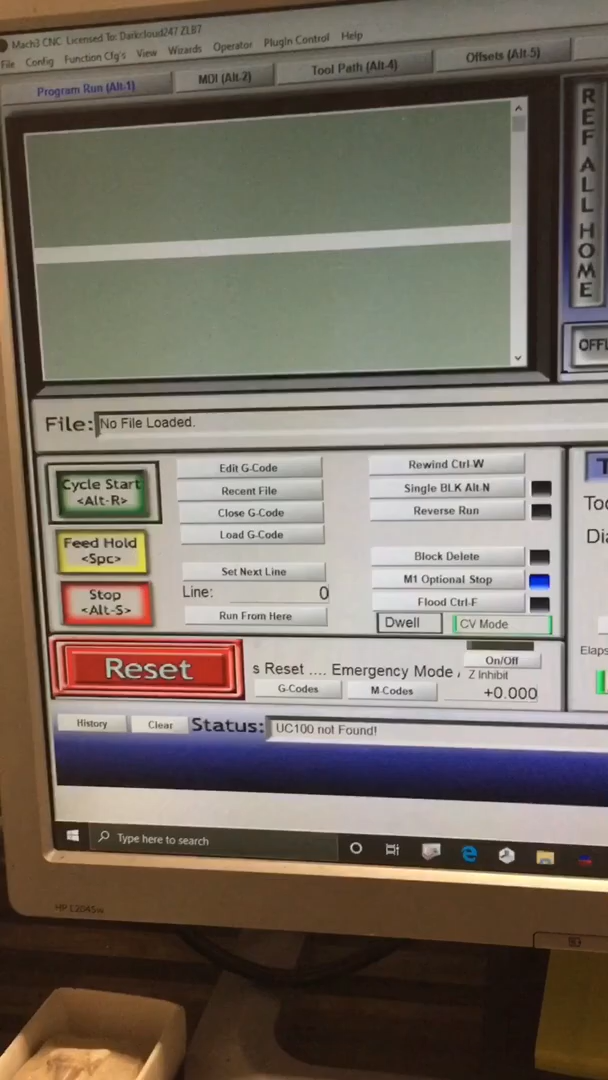 Mach3 CNC Licensed To: Darkcloud247 ZLB7
File Config Function Cfg's View Wizards Operator PlugIn Control Help
Program Run (Alt-1) MDI (Alt-2) Tool Path (Alt-4) Offsets (Alt-5)
REF ALL HOME
File: No File Loaded.
Cycle Start
<Alt-R>
Feed Hold
<Spc>
Stop
<Alt-S>
Edit G-Code
Recent File
Close G-Code
Load G-Code
Set Next Line
Line: 0
Run From Here
Rewind Ctrl-W
Single BLK Alt-N
Reverse Run
Block Delete
M1 Optional Stop
Flood Ctrl-F
Dwell CV Mode
Reset
s Reset .... Emergency Mode
On/Off
Z Inhibit
G-Codes M-Codes +0.000
Elaps
History Clear Status: UC100 not Found!
Type here to search
HP L2045w